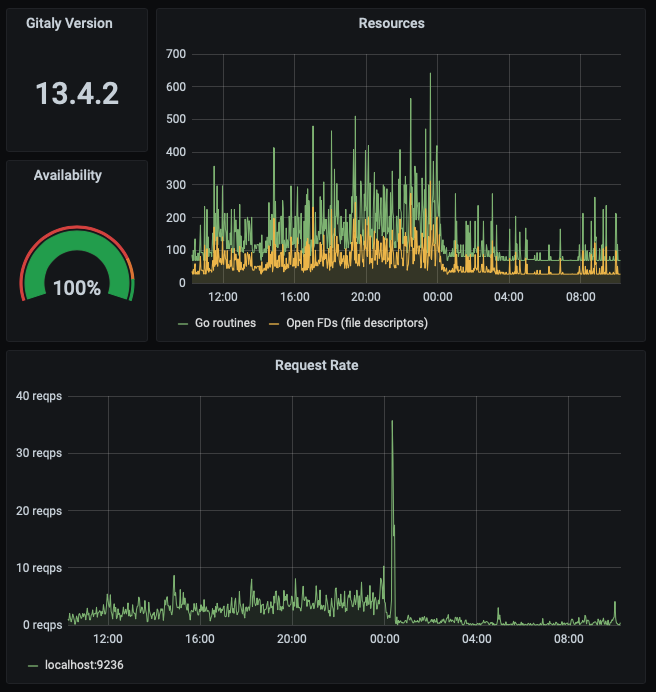 Gitaly Version
13.4.2
Availability
100%
Resources
700
600
500
400
300
200
100
0
12:00 16:00 20:00 00:00 04:00 08:00
Go routines Open FDs (file descriptors)
Request Rate
40 reqps
30 reqps
20 reqps
10 reqps
0 reqps
12:00 16:00 20:00 00:00 04:00 08:00
localhost:9236